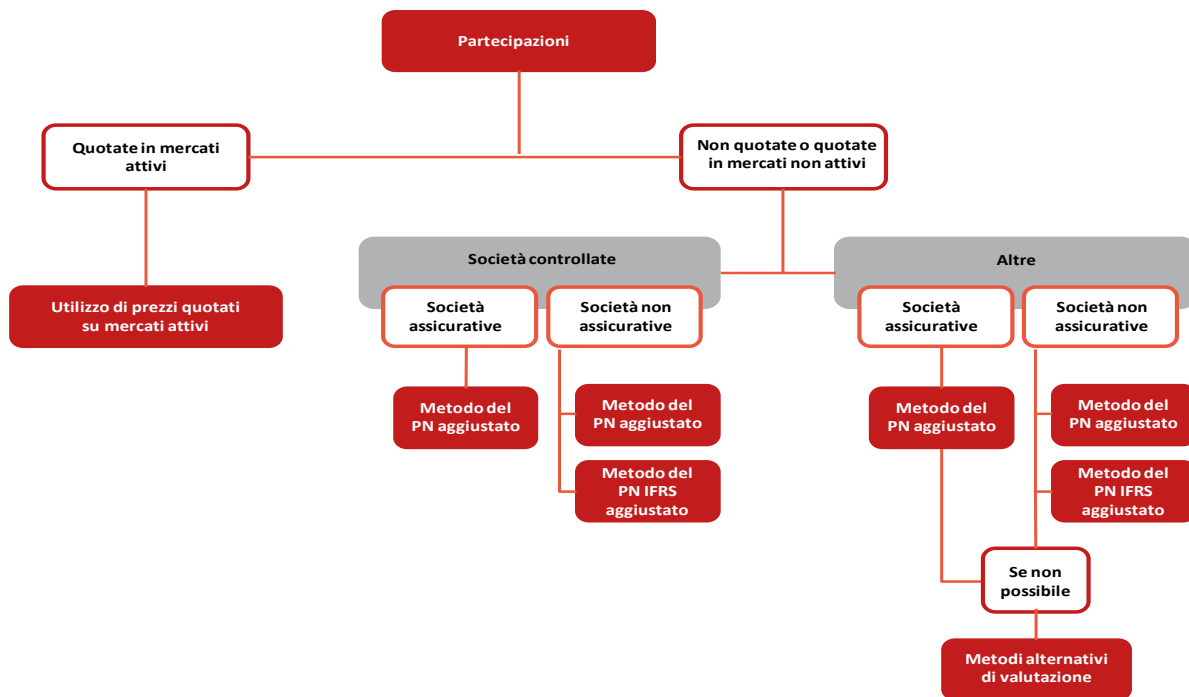 Partecipazioni
Quotate in mercati
attivi
Non quotate o quotate
in mercati non attivi
Utilizzo di prezzi quotati
su mercati attivi
Società controllate
Altre
Società
assicurative
Società non
assicurative
Società
assicurative
Società non
assicurative
Metodo del
PN aggiustato
Metodo del
PN aggiustato
Metodo del
PN aggiustato
Metodo del
PN aggiustato
Metodo del
PN IFRS
aggiustato
Metodo del
PN IFRS
aggiustato
Se non
possibile
Metodi alternativi
di valutazione